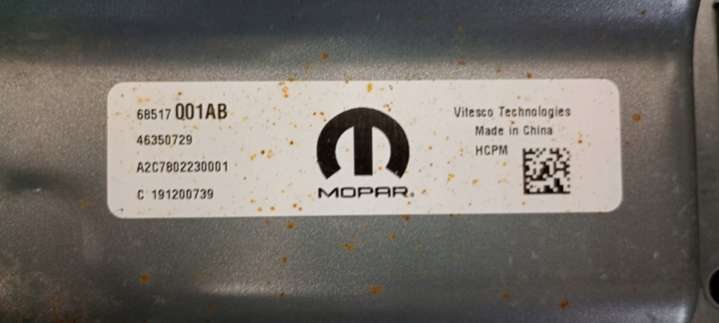 68517 001AB
46350729
A2C7802230001
C 191200739
MOPAR®
Vitesco Technologies
Made in China
HCPM